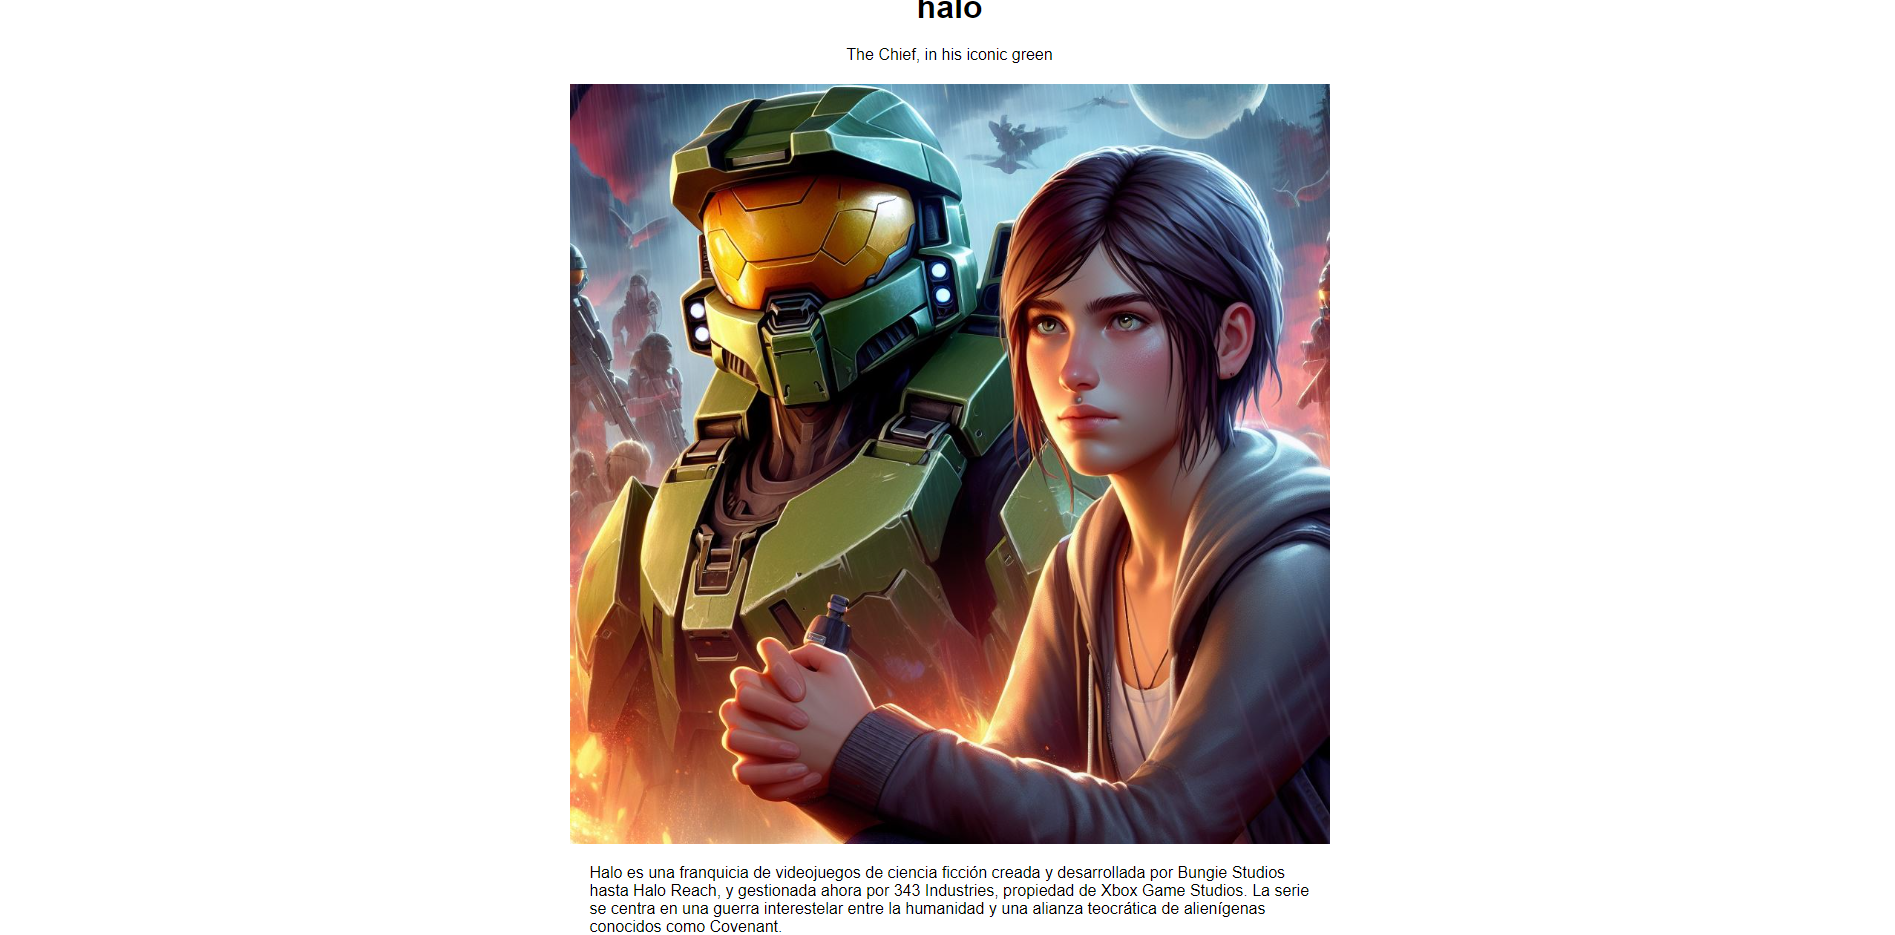 halo
The Chief, in his iconic green
Halo es una franquicia de videojuegos de ciencia ficción creada y desarrollada por Bungie Studios
hasta Halo Reach, y gestionada ahora por 343 Industries, propiedad de Xbox Game Studios. La serie
se centra en una guerra interestelar entre la humanidad y una alianza teocrática de alienígenas
conocidos como Covenant.